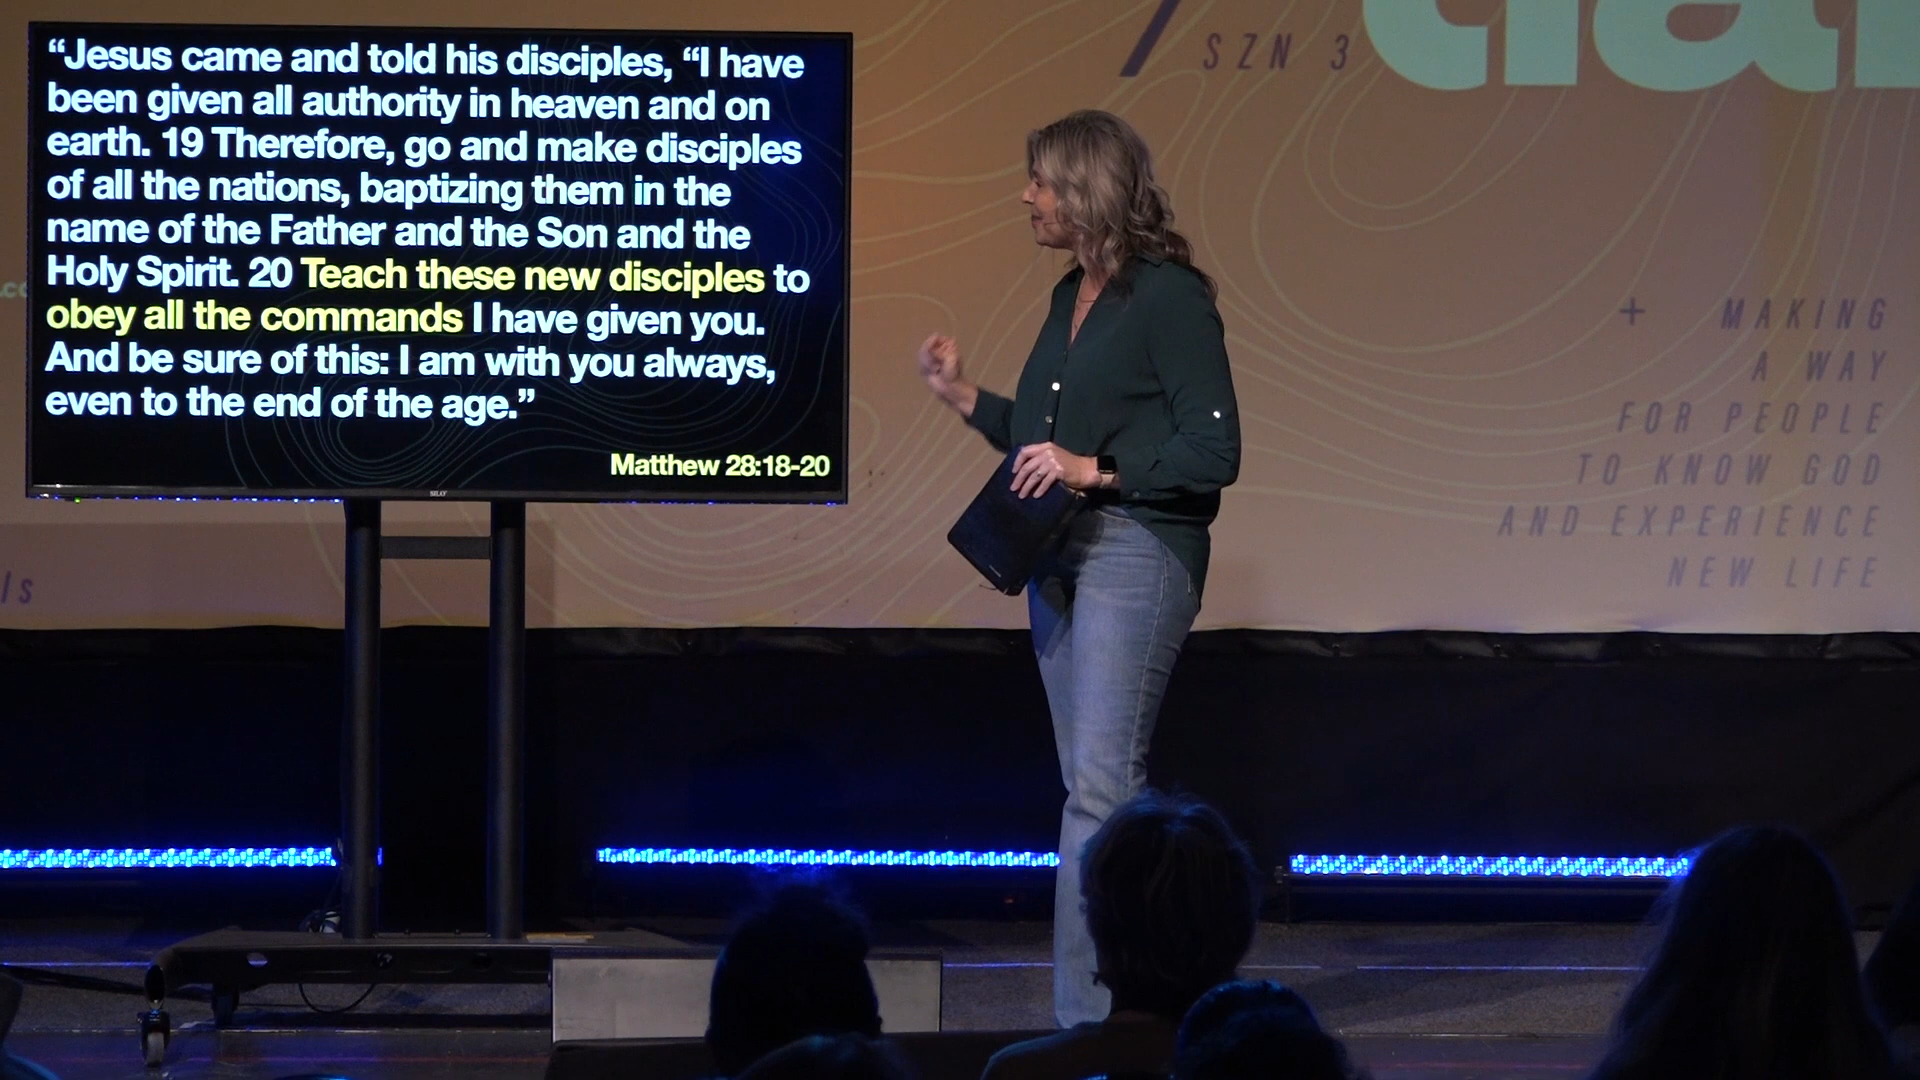 “Jesus came and told his disciples, “I have
been given all authority in heaven and on
earth. 19 Therefore, go and make disciples
of all the nations, baptizing them in the
name of the Father and the Son and the
Holy Spirit. 20 Teach these new disciples to
obey all the commands I have given you.
And be sure of this: I am with you always,
even to the end of the age.”
Matthew 28:18-20
/ SZN 3
+ MAKING
A WAY
FOR PEOPLE
TO KNOW GOD
AND EXPERIENCE
NEW LIFE